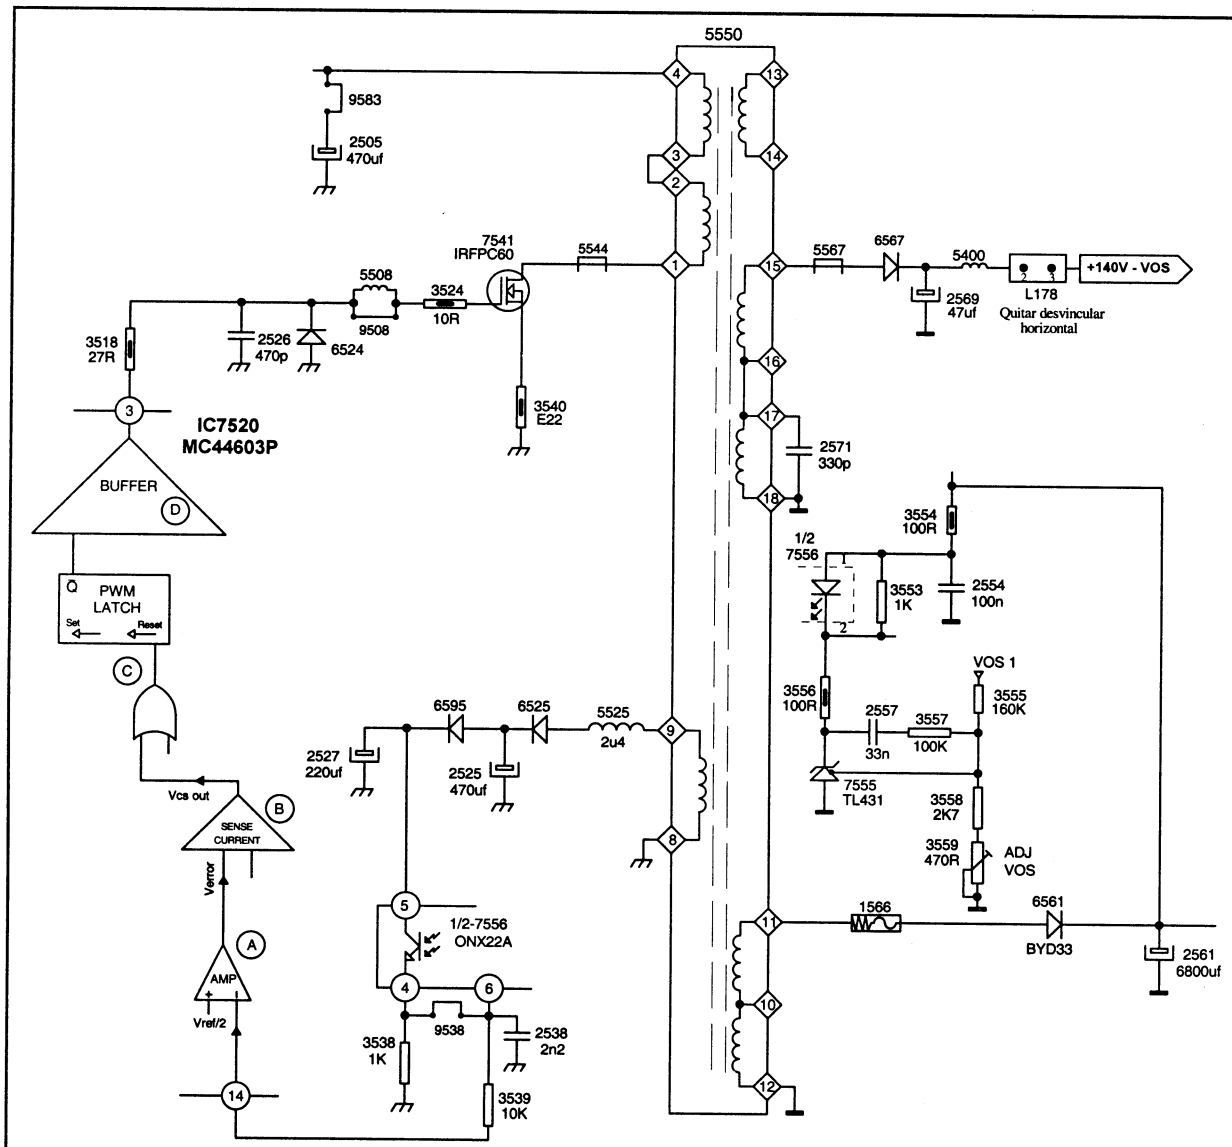 5550
4
13
9583
2505
470uf
3
14
2
7541
IRFPC60
5544
1
15
5567
6567
5400
2
3
+140V - VOS
L178
2569
47uf
Quitar desvincular
horizontal
5508
9508
3524
10R
3518
27R
2526
470p
6524
16
17
3540
E22
3
IC7520
MC44603P
2571
330p
18
BUFFER
D
3554
100R
1/2
7556
1
2
3553
1K
2554
100n
Q
PWM
LATCH
Set
Reset
C
VOS 1
3555
160K
3556
100R
2557
33n
3557
100K
6595
6525
5525
2u4
9
2527
220uf
2525
470uf
7555
TL431
3558
2K7
Vcs out
B
SENSE
CURRENT
8
3559
470R
ADJ
VOS
Verror
5
1/2-7556
ONX22A
11
1566
6561
BYD33
2561
6800uf
A
AMP
+
Vref/2
4
6
10
9538
2538
2n2
3538
1K
12
14
3539
10K